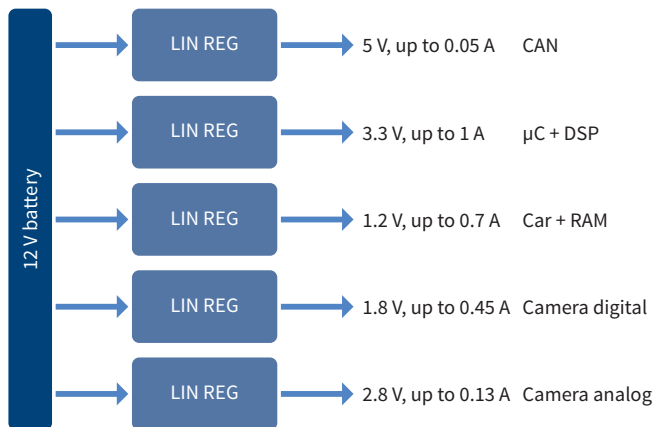 12 V battery
LIN REG
5 V, up to 0.05 A CAN
LIN REG
3.3 V, up to 1 A µC + DSP
LIN REG
1.2 V, up to 0.7 A Car + RAM
LIN REG
1.8 V, up to 0.45 A Camera digital
LIN REG
2.8 V, up to 0.13 A Camera analog